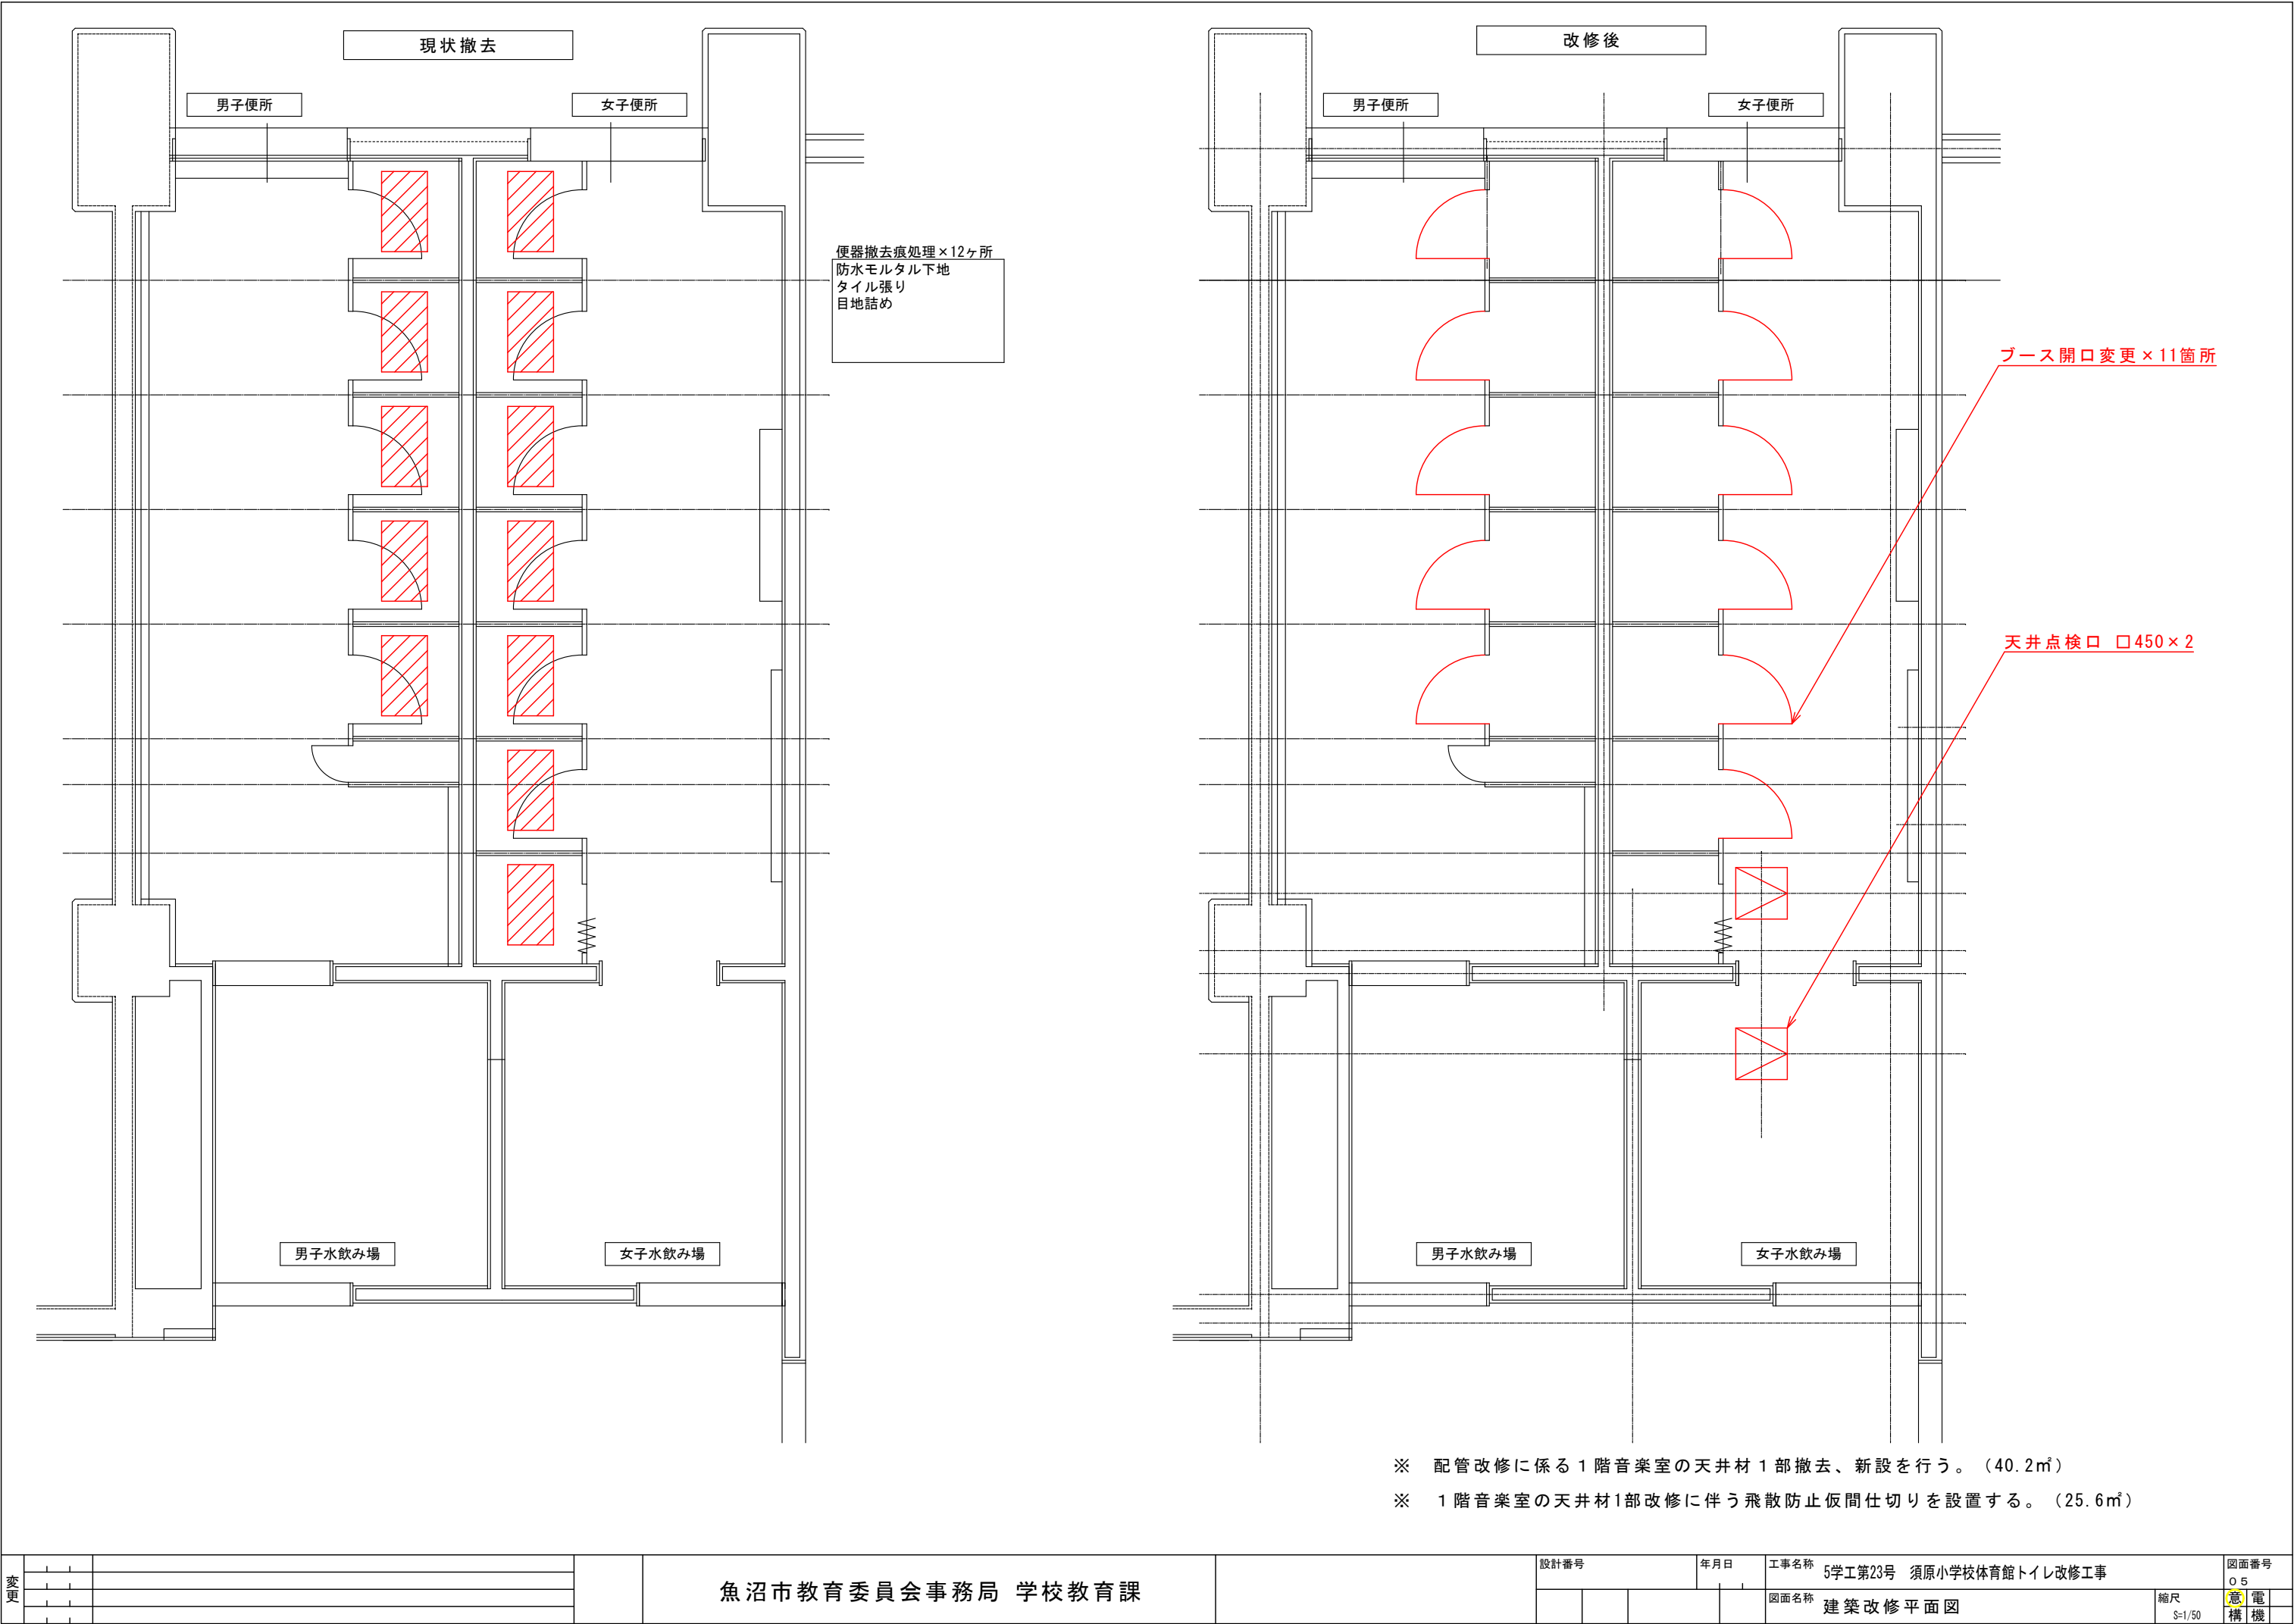 現状撤去
男子便所
女子便所
便器撤去痕処理×12ヶ所
防水モルタル下地
タイル張り
目地詰め
男子水飲み場
女子水飲み場
改修後
男子便所
女子便所
ブース開口変更×11箇所
天井点検口 □450×2
男子水飲み場
女子水飲み場
※ 配管改修に係る１階音楽室の天井材１部撤去、新設を行う。（40.2㎡）
※ １階音楽室の天井材1部改修に伴う飛散防止仮間仕切りを設置する。（25.6㎡）
変更
魚沼市教育委員会事務局 学校教育課
設計番号
年月日
工事名称 5学工第23号 須原小学校体育館トイレ改修工事
図面番号
０５
図面名称 建築改修平面図
縮尺
S=1/50
意 電
構 機